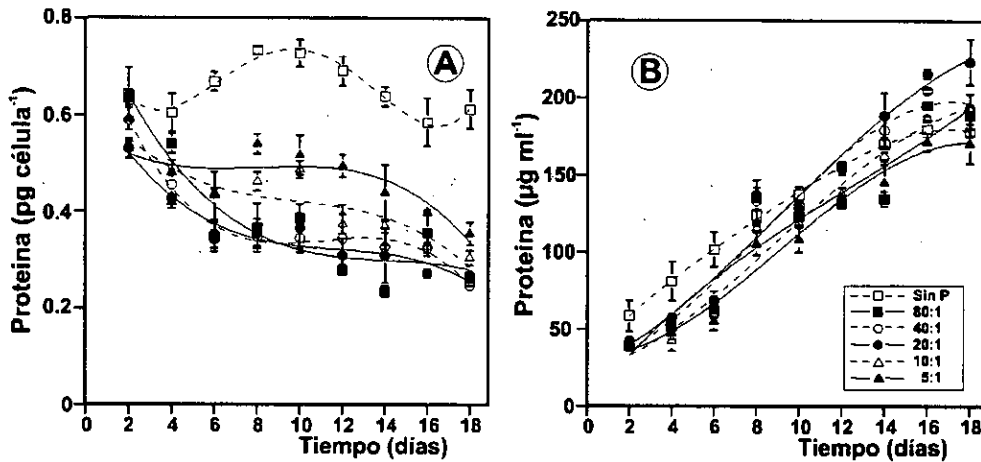 A
Proteína (pg célula-1)
0.8
0.6
0.4
0.2
0
0 2 4 6 8 10 12 14 16 18
Tiempo (días)
B
Proteína (µg ml-1)
250
200
150
100
50
0
0 2 4 6 8 10 12 14 16 18
Tiempo (días)
Sin P
80:1
40:1
20:1
10:1
5:1